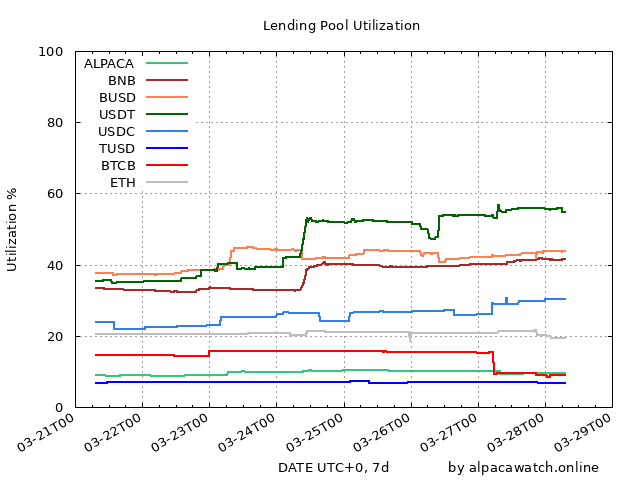 Lending Pool Utilization
Utilization %
100
80
60
40
20
0
ALPACA
BNB
BUSD
USDT
USDC
TUSD
BTCB
ETH
03-21T00
03-22T00
03-23T00
03-24T00
03-25T00
03-26T00
03-27T00
03-28T00
03-29T00
DATE UTC+0, 7d
by alpacawatch.online